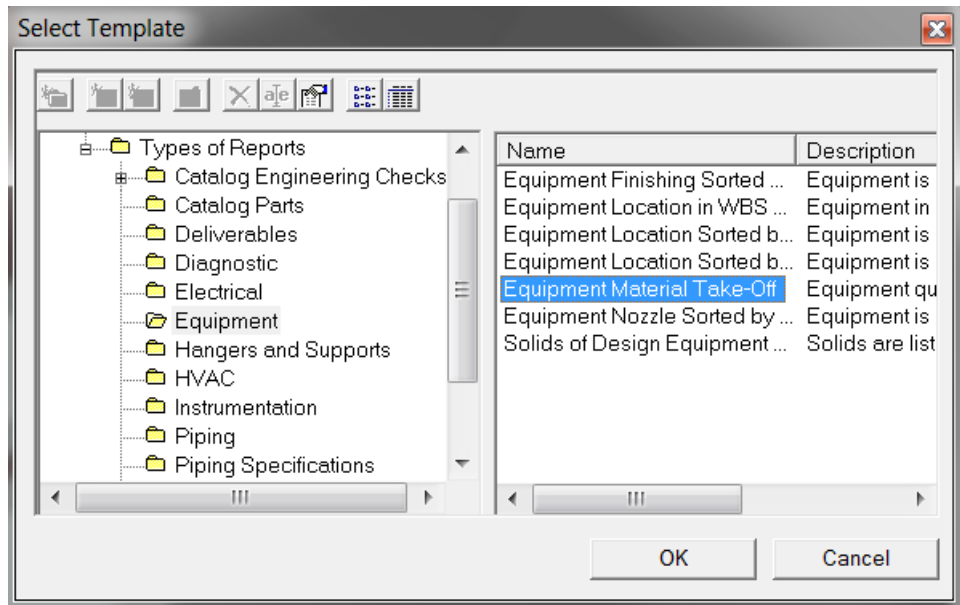 Select Template
Types of Reports
Catalog Engineering Checks
Catalog Parts
Deliverables
Diagnostic
Electrical
Equipment
Hangers and Supports
HVAC
Instrumentation
Piping
Piping Specifications
Name Description
Equipment Finishing Sorted ... Equipment is
Equipment Location in WBS ... Equipment in
Equipment Location Sorted b... Equipment is
Equipment Location Sorted b... Equipment is
Equipment Material Take-Off Equipment qu
Equipment Nozzle Sorted by ... Equipment is
Solids of Design Equipment ... Solids are list
OK Cancel